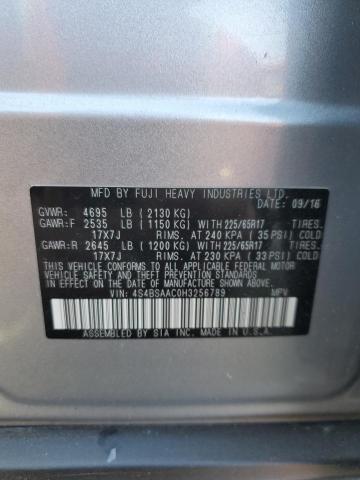 MFD BY FUJI HEAVY INDUSTRIES LTD.
DATE: 09/16
GVWR: 4695 LB (2130 KG)
GAWR:F 2535 LB (1150 KG) WITH 225/65R17 TIRES.
17X7J RIMS. AT 240 KPA (35 PSI) COLD
GAWR:R 2645 LB (1200 KG) WITH 225/65R17 TIRES.
17X7J RIMS. AT 230 KPA (33 PSI) COLD
THIS VEHICLE CONFORMS TO ALL APPLICABLE FEDERAL MOTOR
VEHICLE SAFETY, BUMPER, AND THEFT PREVENTION STANDARDS
IN EFFECT ON THE DATE OF MANUFACTURE SHOWN ABOVE.
VIN: 4S4BSAAC0H3256789 MPV
ASSEMBLED BY SIA, INC. MADE IN U.S.A.